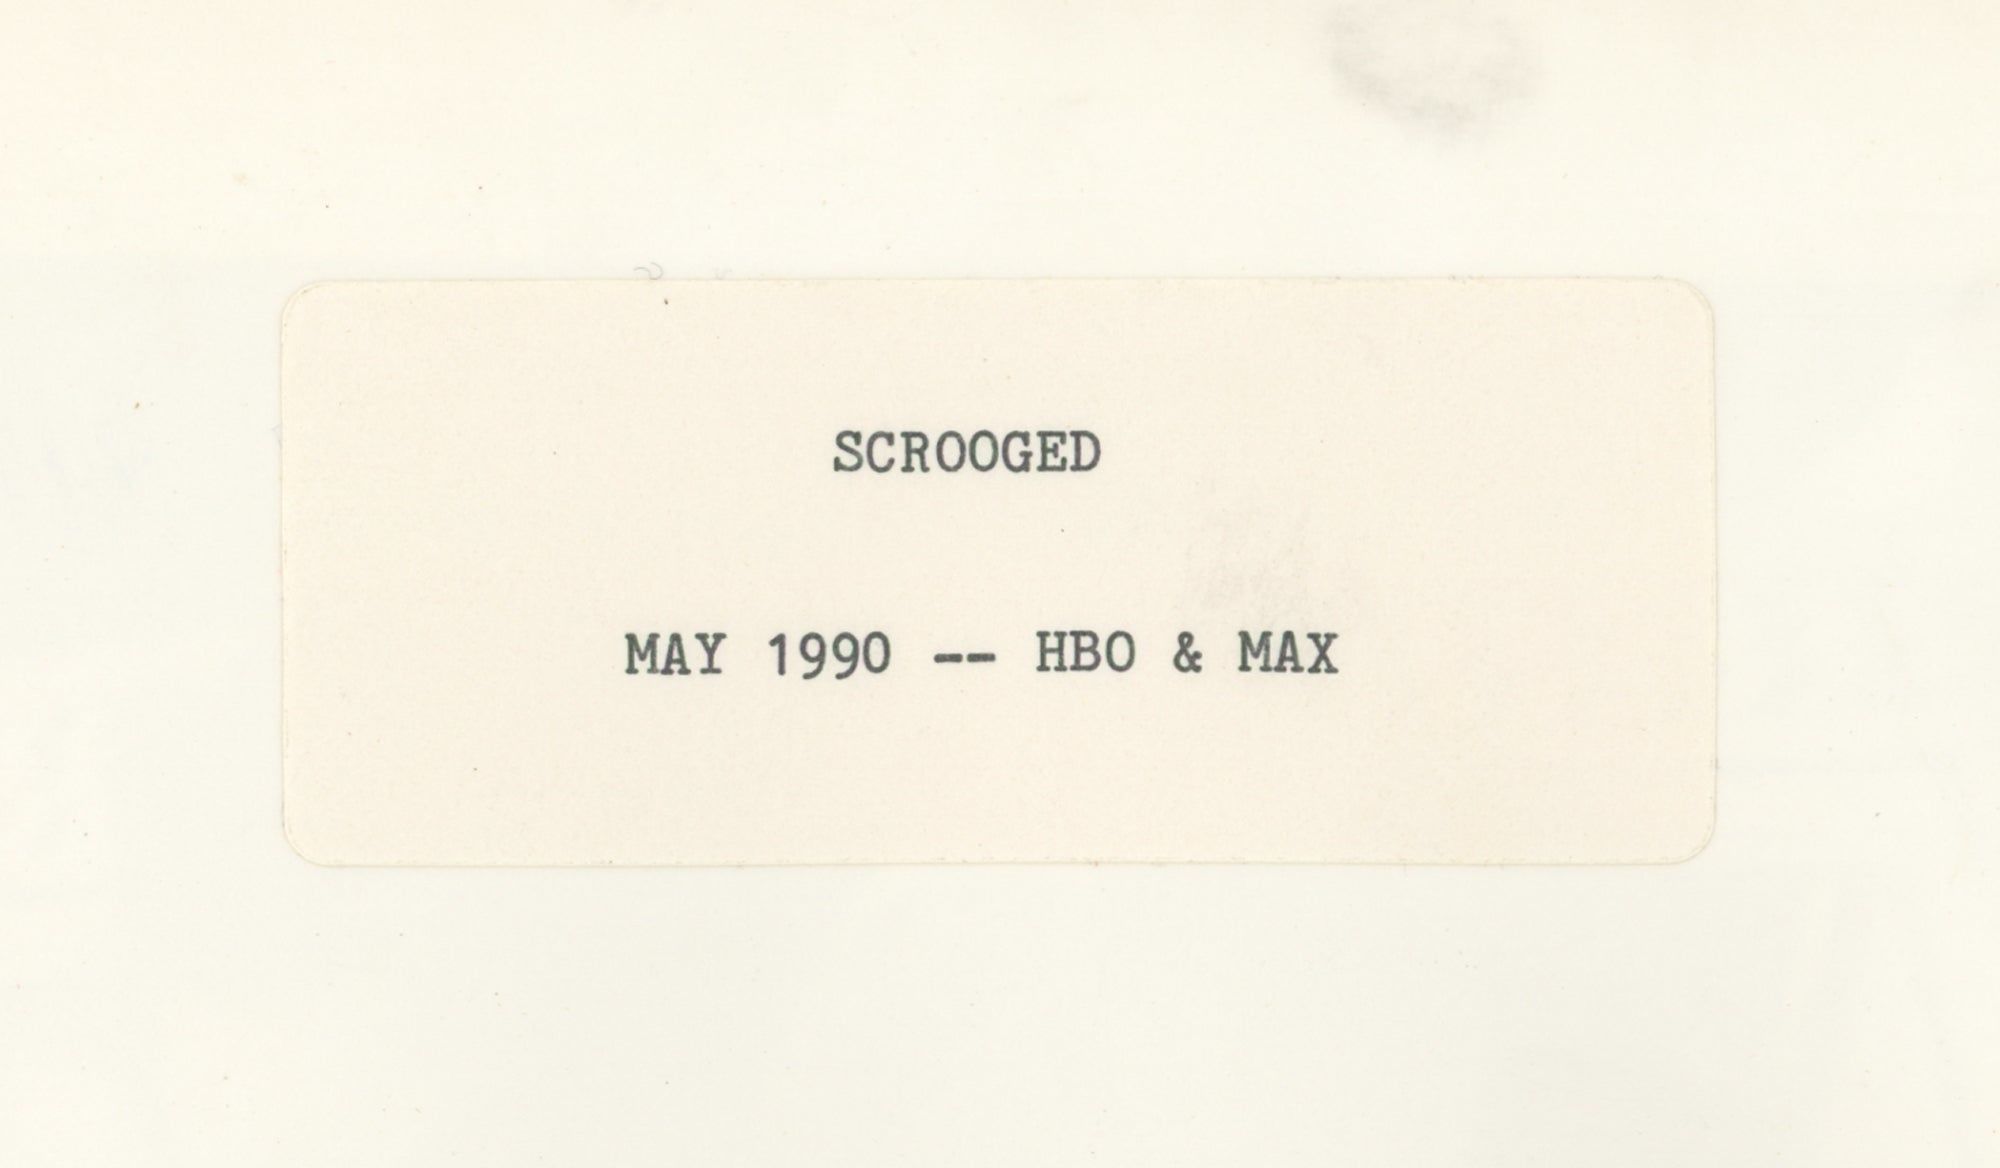 SCROOGED
MAY 1990 -- HBO & MAX